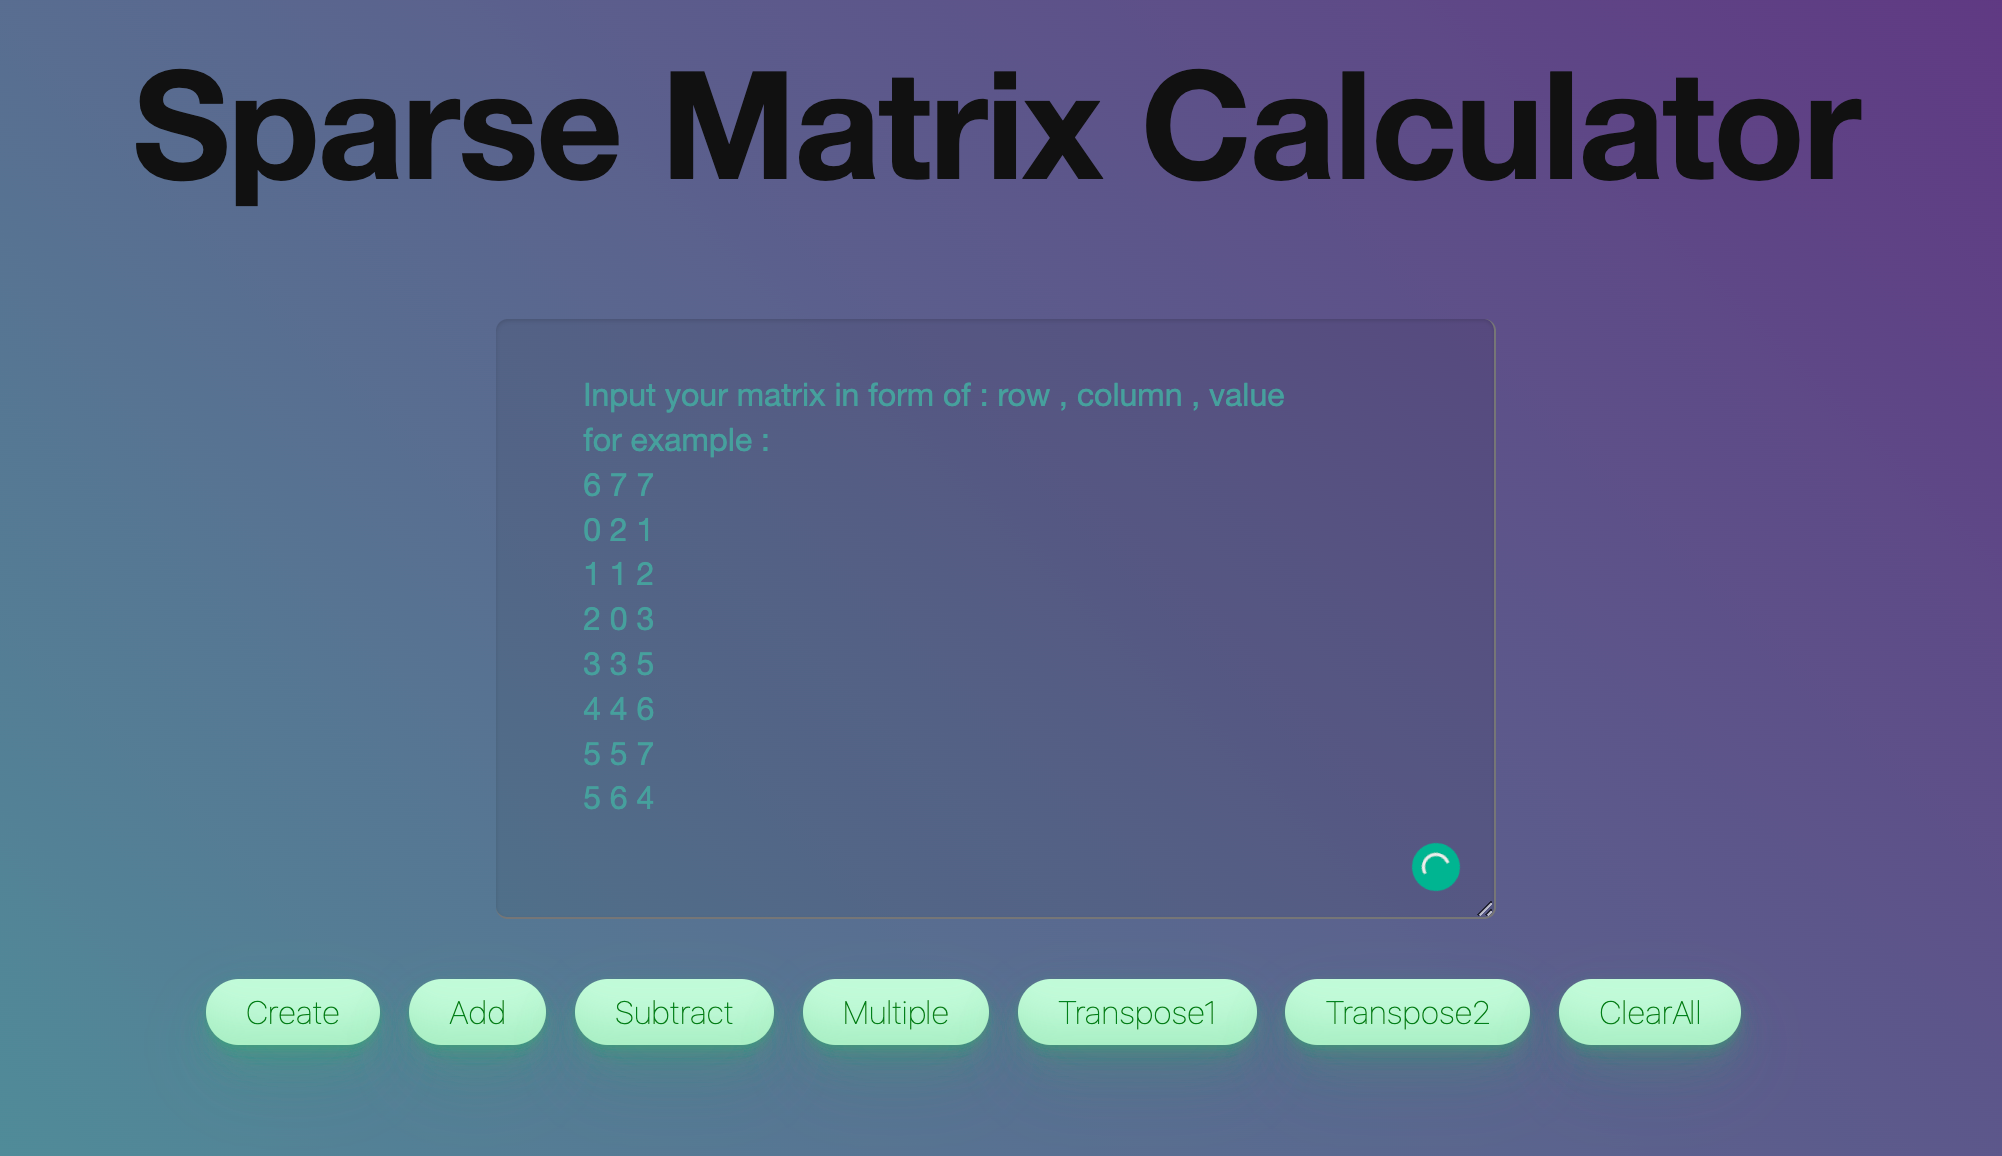 Sparse Matrix Calculator
Input your matrix in form of : row , column , value
for example :
6 7 7
0 2 1
1 1 2
2 0 3
3 3 5
4 4 6
5 5 7
5 6 4
Create Add Subtract Multiple Transpose1 Transpose2 ClearAll